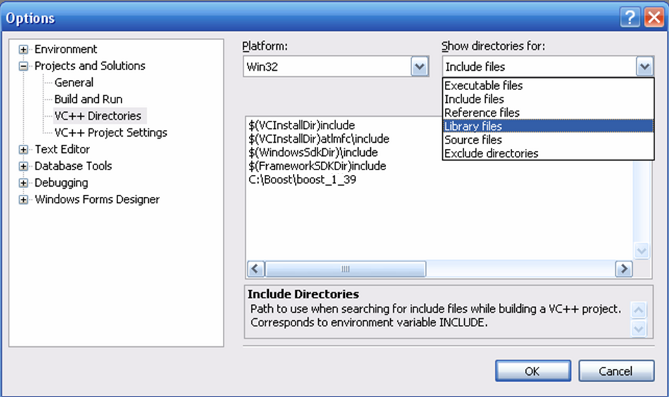 Options
Environment
Projects and Solutions
General
Build and Run
VC++ Directories
VC++ Project Settings
Text Editor
Database Tools
Debugging
Windows Forms Designer
Platform:
Win32
Show directories for:
Include files
Executable files
Include files
Reference files
Library files
Source files
Exclude directories
$(VCInstallDir)include
$(VCInstallDir)atlmfc\include
$(WindowsSdkDir)\include
$(FrameworkSDKDir)include
C:\Boost\boost_1_39
Include Directories
Path to use when searching for include files while building a VC++ project.
Corresponds to environment variable INCLUDE.
OK
Cancel